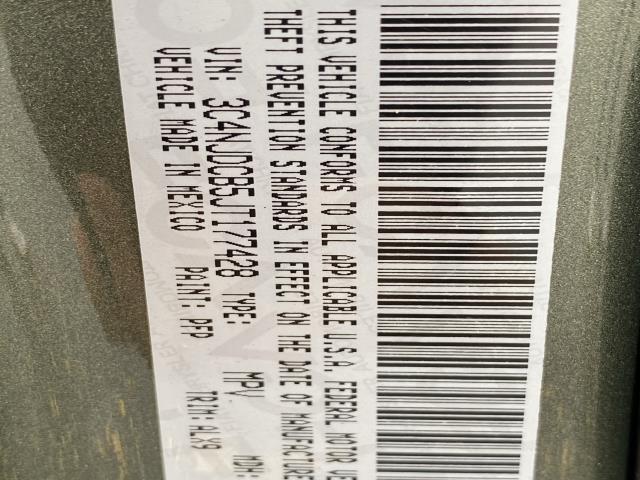 THIS VEHICLE CONFORMS TO ALL APPLICABLE U.S.A. FEDERAL MOTOR VE
THEFT PREVENTION STANDARDS IN EFFECT ON THE DATE OF MANUFACTURE
VIN: 3C4NJDCB5JT177428 TYPE: MPV MDH:
VEHICLE MADE IN MEXICO PAINT: PFP TRIM: ALX9